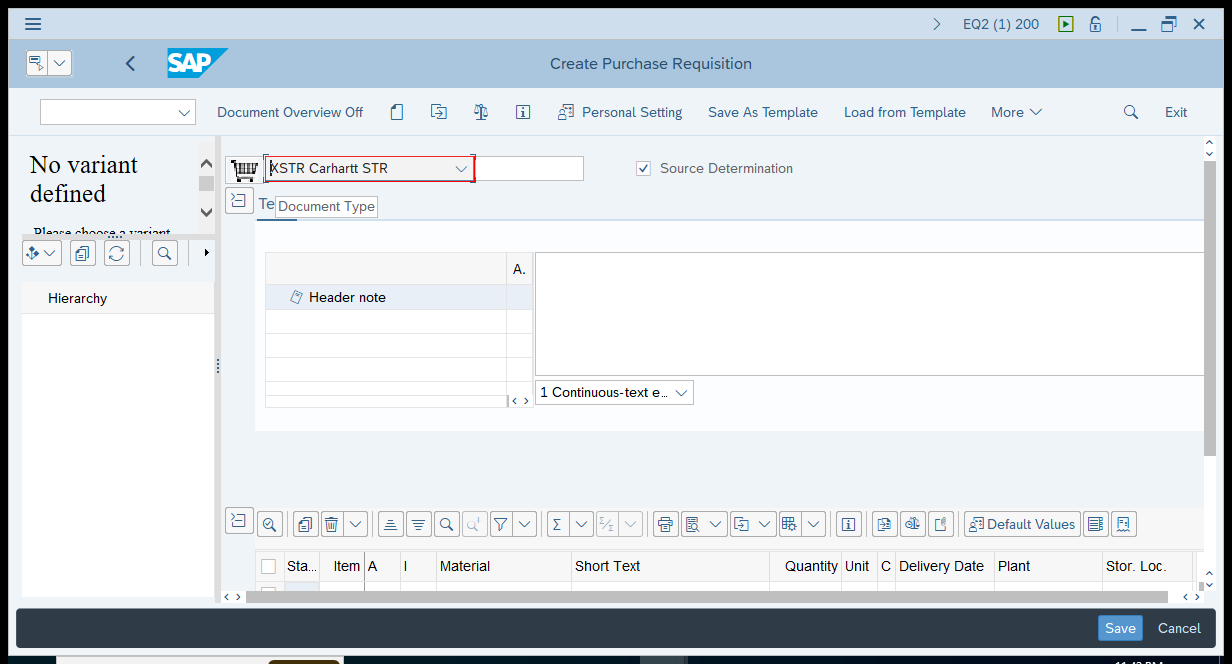 EQ2 (1) 200
SAP
Create Purchase Requisition
Document Overview Off
Personal Setting
Save As Template
Load from Template
More
Exit
No variant
defined
Please choose a variant
XSTR Carhartt STR
Source Determination
Te
Document Type
A.
Header note
Hierarchy
1 Continuous-text e...
Default Values
Sta... Item A I Material Short Text Quantity Unit C Delivery Date Plant Stor. Loc.
Save
Cancel